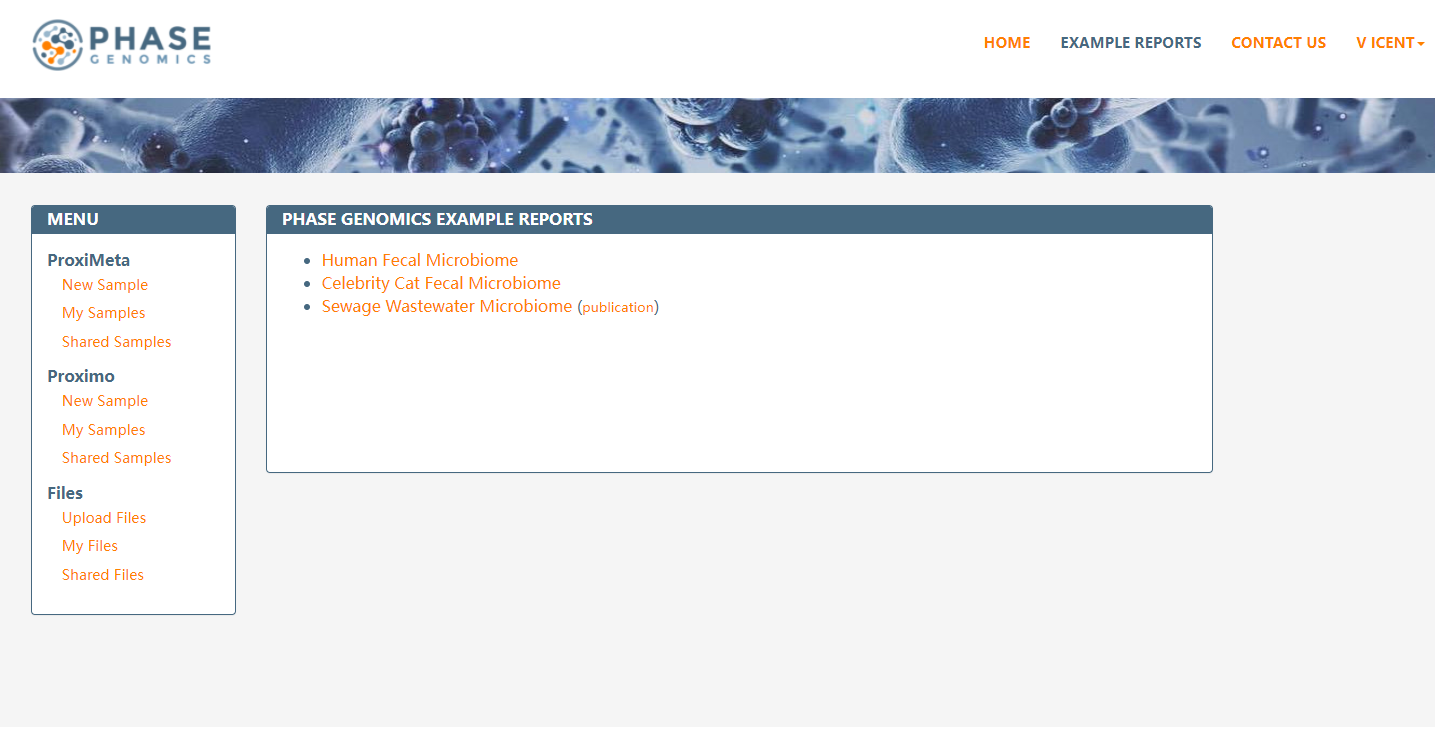 PHASE
GENOMICS
HOME EXAMPLE REPORTS CONTACT US V ICENT
MENU
ProxiMeta
New Sample
My Samples
Shared Samples
Proximo
New Sample
My Samples
Shared Samples
Files
Upload Files
My Files
Shared Files
PHASE GENOMICS EXAMPLE REPORTS
Human Fecal Microbiome
Celebrity Cat Fecal Microbiome
Sewage Wastewater Microbiome (publication)